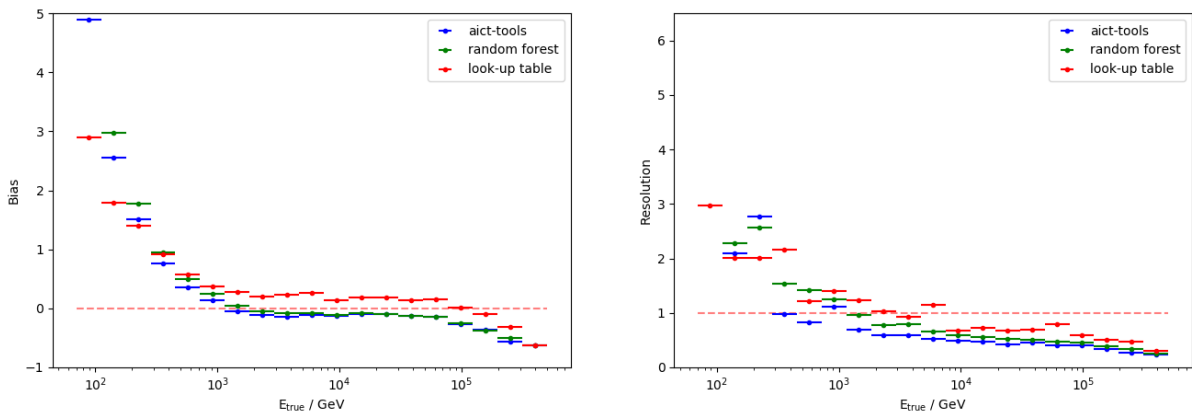 5
4
3
2
1
0
−1
Bias
10²
10³
10⁴
10⁵
E_true / GeV
aict-tools
random forest
look-up table
6
5
4
3
2
1
0
Resolution
10²
10³
10⁴
10⁵
E_true / GeV
aict-tools
random forest
look-up table